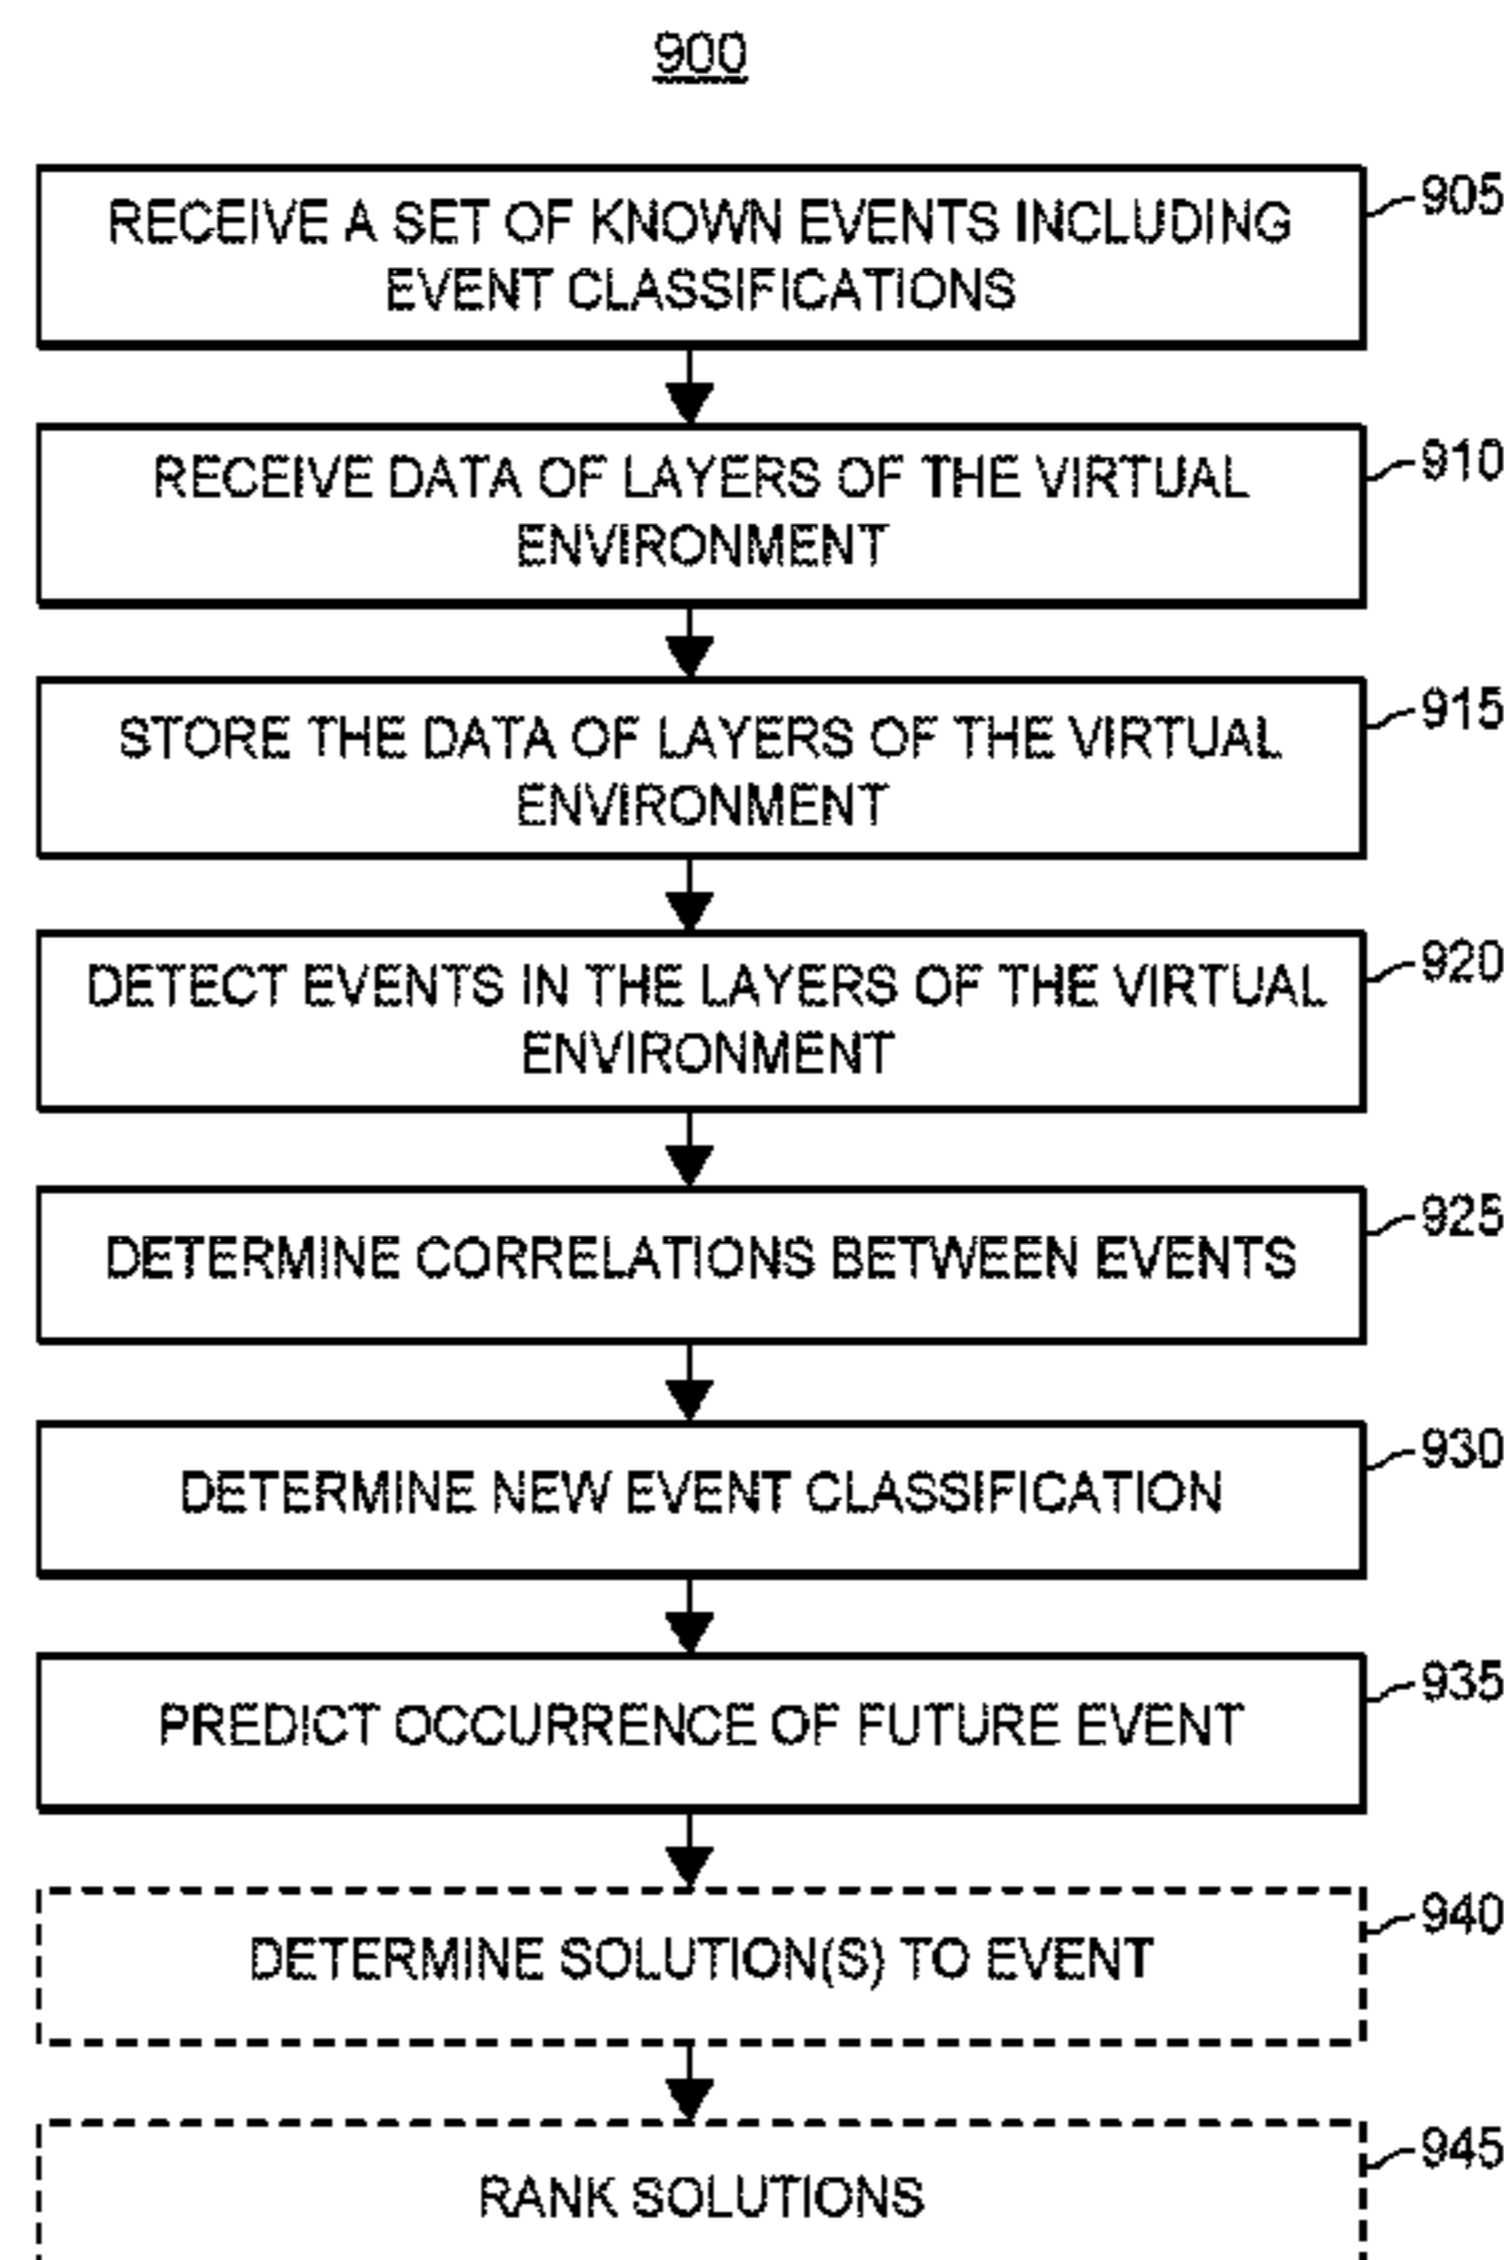 900
RECEIVE A SET OF KNOWN EVENTS INCLUDING
EVENT CLASSIFICATIONS
905
RECEIVE DATA OF LAYERS OF THE VIRTUAL
ENVIRONMENT
910
STORE THE DATA OF LAYERS OF THE VIRTUAL
ENVIRONMENT
915
DETECT EVENTS IN THE LAYERS OF THE VIRTUAL
ENVIRONMENT
920
DETERMINE CORRELATIONS BETWEEN EVENTS
925
DETERMINE NEW EVENT CLASSIFICATION
930
PREDICT OCCURRENCE OF FUTURE EVENT
935
DETERMINE SOLUTION(S) TO EVENT
940
RANK SOLUTIONS
945